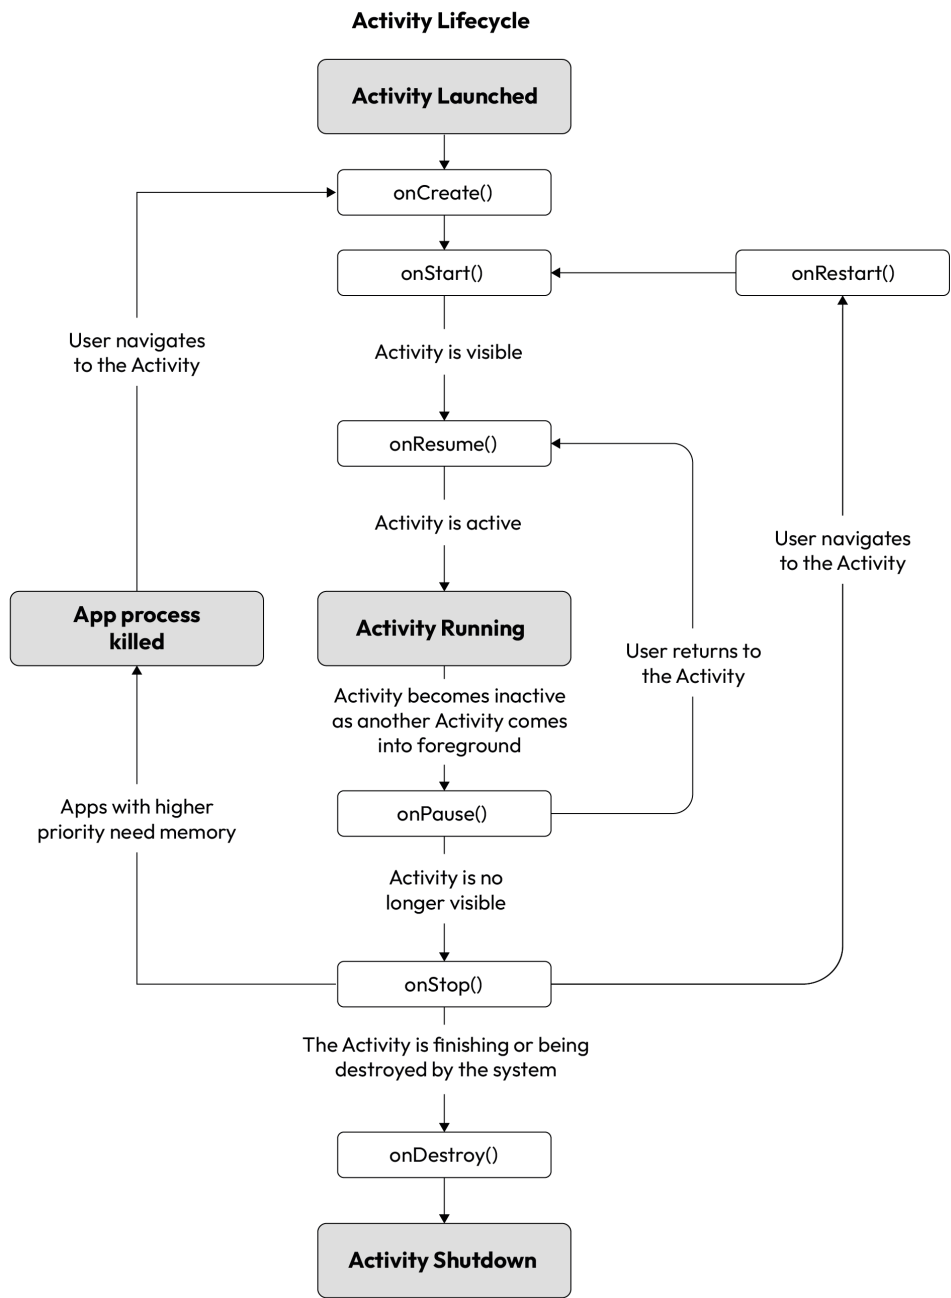 Activity Lifecycle
Activity Launched
onCreate()
onStart()
onRestart()
User navigates
to the Activity
Activity is visible
onResume()
Activity is active
User navigates
to the Activity
App process
killed
Activity Running
User returns to
the Activity
Activity becomes inactive
as another Activity comes
into foreground
Apps with higher
priority need memory
onPause()
Activity is no
longer visible
onStop()
The Activity is finishing or being
destroyed by the system
onDestroy()
Activity Shutdown